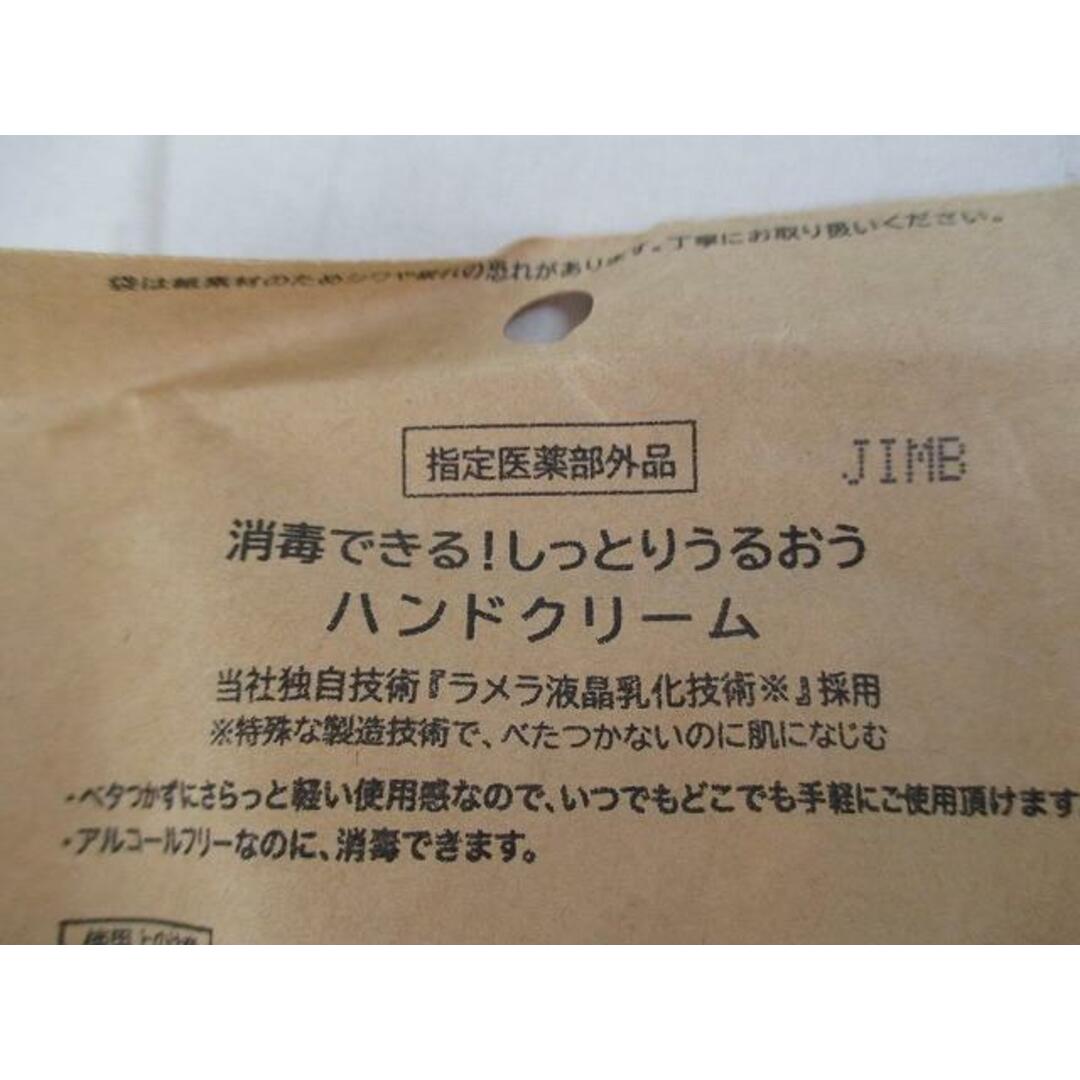 袋は紙素材のためシワや破れの恐れがあります。丁寧にお取り扱いください。
指定医薬部外品
JIMB
消毒できる!しっとりうるおう
ハンドクリーム
当社独自技術『ラメラ液晶乳化技術※』採用
※特殊な製造技術で、べたつかないのに肌になじむ
・ベタつかずにさらっと軽い使用感なので、いつでもどこでも手軽にご使用頂けます
・アルコールフリーなのに、消毒できます。